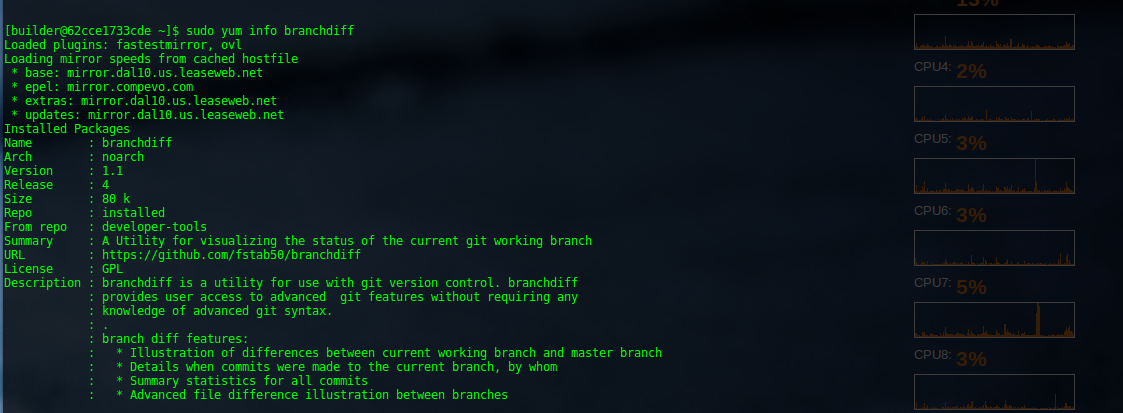 [builder@62cce1733cde ~]$ sudo yum info branchdiff
Loaded plugins: fastestmirror, ovl
Loading mirror speeds from cached hostfile
 * base: mirror.dal10.us.leaseweb.net
 * epel: mirror.compevo.com
 * extras: mirror.dal10.us.leaseweb.net
 * updates: mirror.dal10.us.leaseweb.net
Installed Packages
Name        : branchdiff
Arch        : noarch
Version     : 1.1
Release     : 4
Size        : 80 k
Repo        : installed
From repo   : developer-tools
Summary     : A Utility for visualizing the status of the current git working branch
URL         : https://github.com/fstab50/branchdiff
License     : GPL
Description : branchdiff is a utility for use with git version control. branchdiff
            : provides user access to advanced  git features without requiring any
            : knowledge of advanced git syntax.
            : .
            : branch diff features:
            :   * Illustration of differences between current working branch and master branch
            :   * Details when commits were made to the current branch, by whom
            :   * Summary statistics for all commits
            :   * Advanced file difference illustration between branches
13%
CPU4: 2%
CPU5: 3%
CPU6: 3%
CPU7: 5%
CPU8: 3%